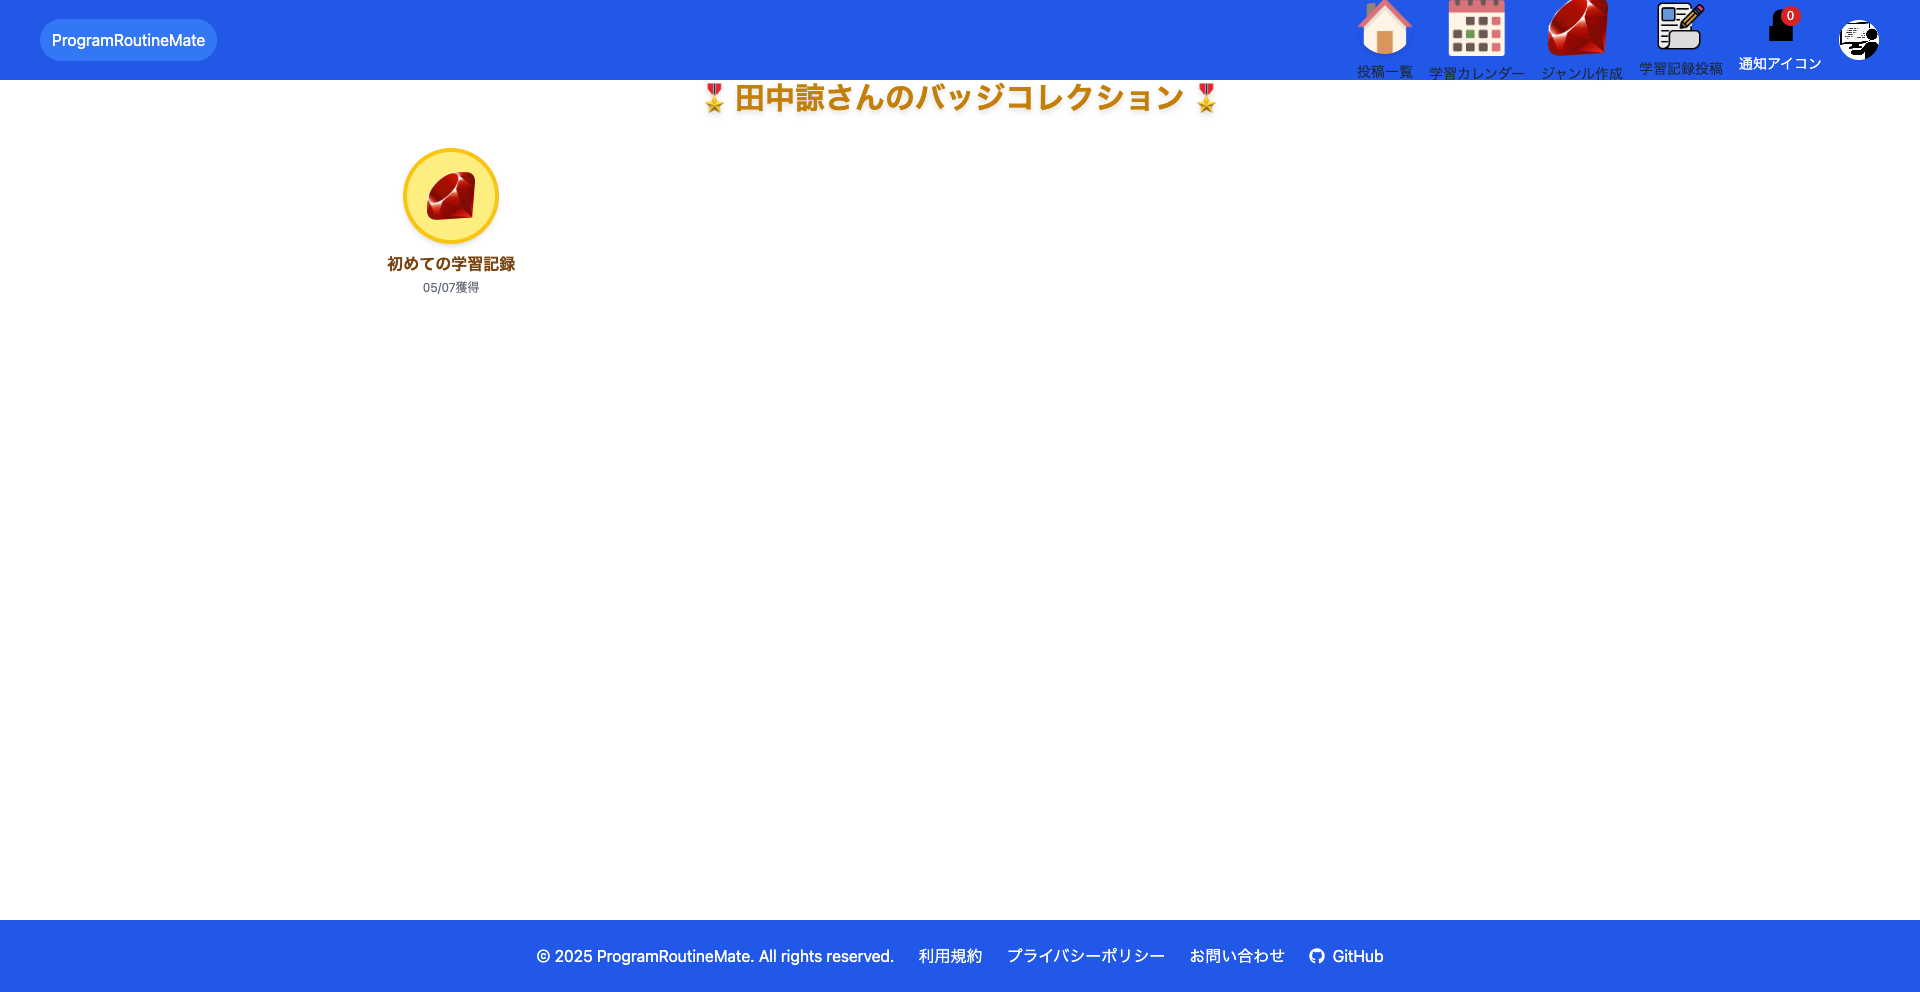 ProgramRoutineMate
投稿一覧
学習カレンダー
ジャンル作成
学習記録投稿
0
通知アイコン
田中諒さんのバッジコレクション
初めての学習記録
05/07獲得
© 2025 ProgramRoutineMate. All rights reserved. 利用規約 プライバシーポリシー お問い合わせ GitHub